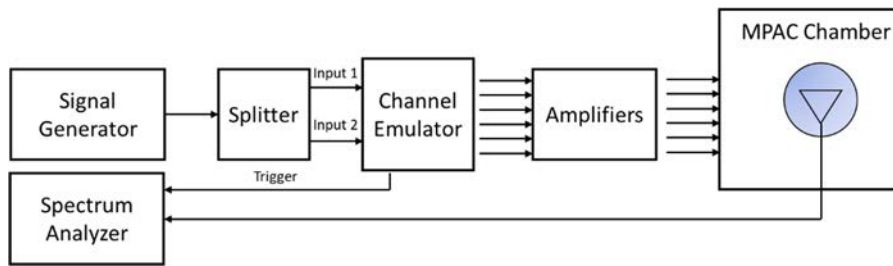 MPAC Chamber
Signal
Generator
Splitter
Input 1
Input 2
Channel
Emulator
Amplifiers
Trigger
Spectrum
Analyzer